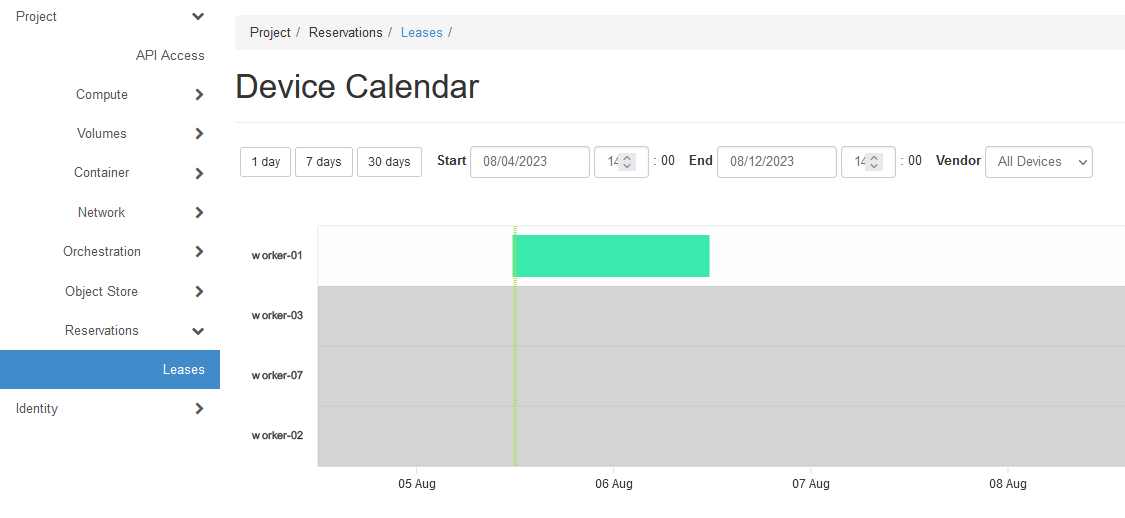 Project
API Access
Compute
Volumes
Container
Network
Orchestration
Object Store
Reservations
Leases
Identity
Project / Reservations / Leases /
Device Calendar
1 day 7 days 30 days Start 08/04/2023 14 : 00 End 08/12/2023 14 : 00 Vendor All Devices
worker-01
worker-03
worker-07
worker-02
05 Aug 06 Aug 07 Aug 08 Aug